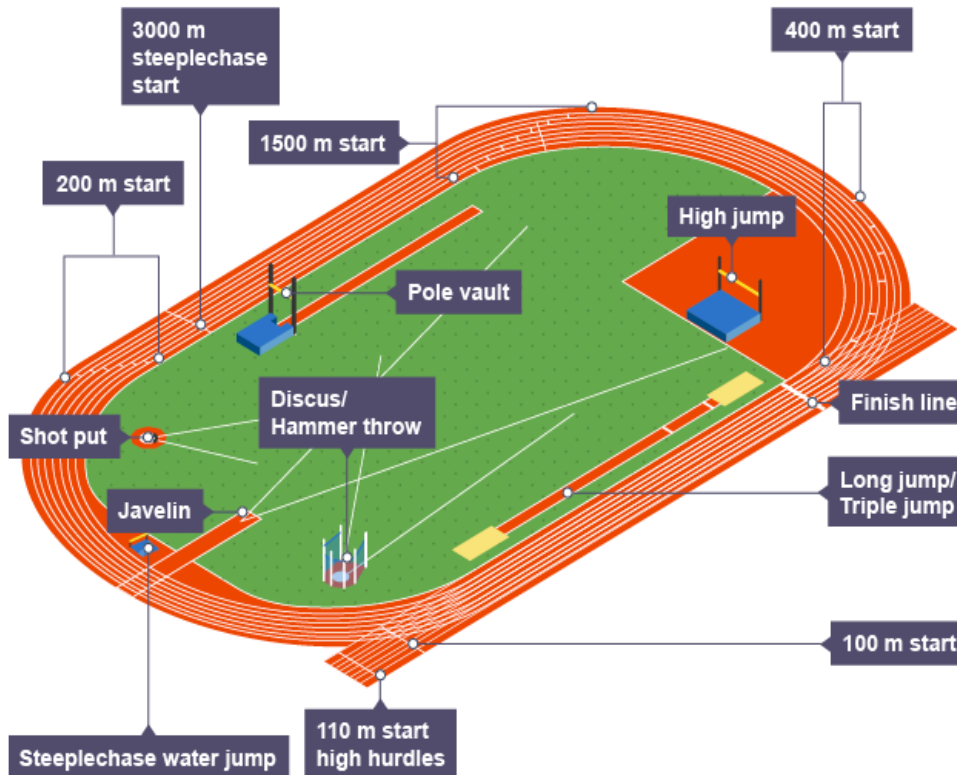 3000 m
steeplechase
start
400 m start
1500 m start
200 m start
High jump
Pole vault
Discus/
Hammer throw
Finish line
Shot put
Long jump/
Triple jump
Javelin
100 m start
110 m start
high hurdles
Steeplechase water jump